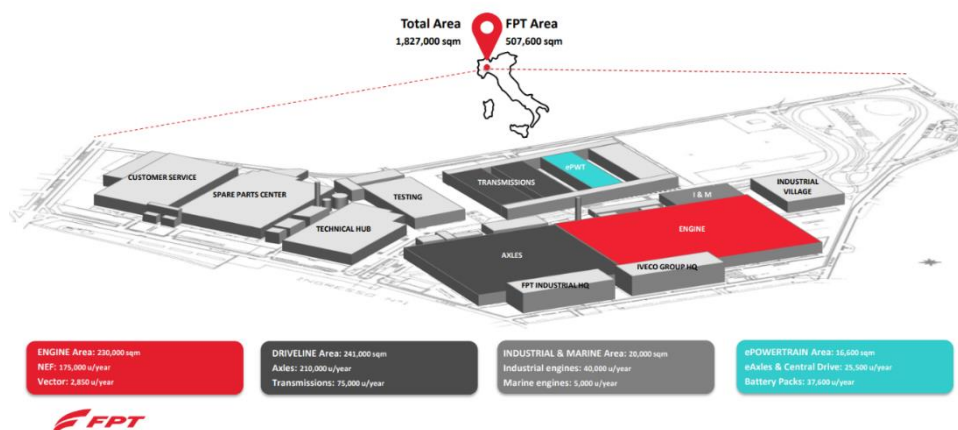 Total Area
1,827,000 sqm
FPT Area
507,600 sqm
CUSTOMER SERVICE
SPARE PARTS CENTER
TECHNICAL HUB
TESTING
TRANSMISSIONS
ePWT
I & M
INDUSTRIAL
VILLAGE
ENGINE
AXLES
IVECO GROUP HQ
FPT INDUSTRIAL HQ
ENGINE Area: 230,000 sqm
NEF: 175,000 u/year
Vector: 2,850 u/year
DRIVELINE Area: 241,000 sqm
Axles: 210,000 u/year
Transmissions: 75,000 u/year
INDUSTRIAL & MARINE Area: 20,000 sqm
Industrial engines: 40,000 u/year
Marine engines: 5,000 u/year
ePOWERTRAIN Area: 16,600 sqm
eAxles & Central Drive: 25,500 u/year
Battery Packs: 37,600 u/year
FPT